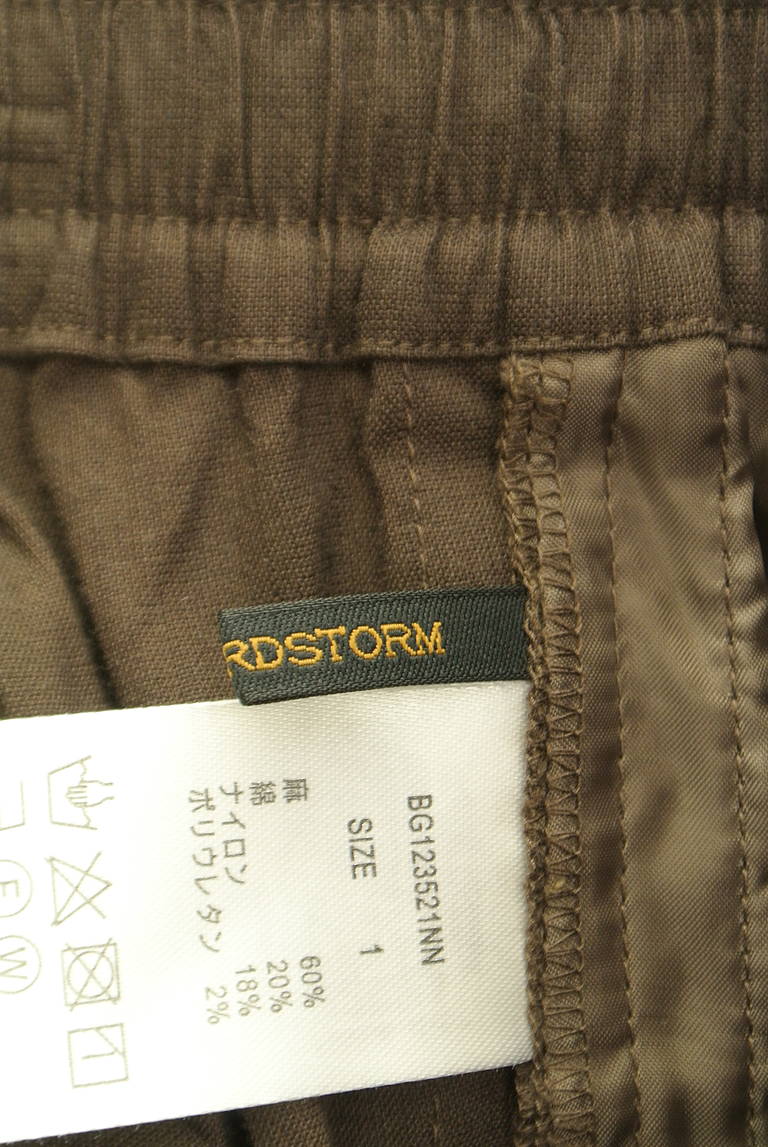 RDSTORM
BG123521NN
SIZE 1
麻 60%
綿 20%
ナイロン 18%
ポリウレタン 2%
F
W